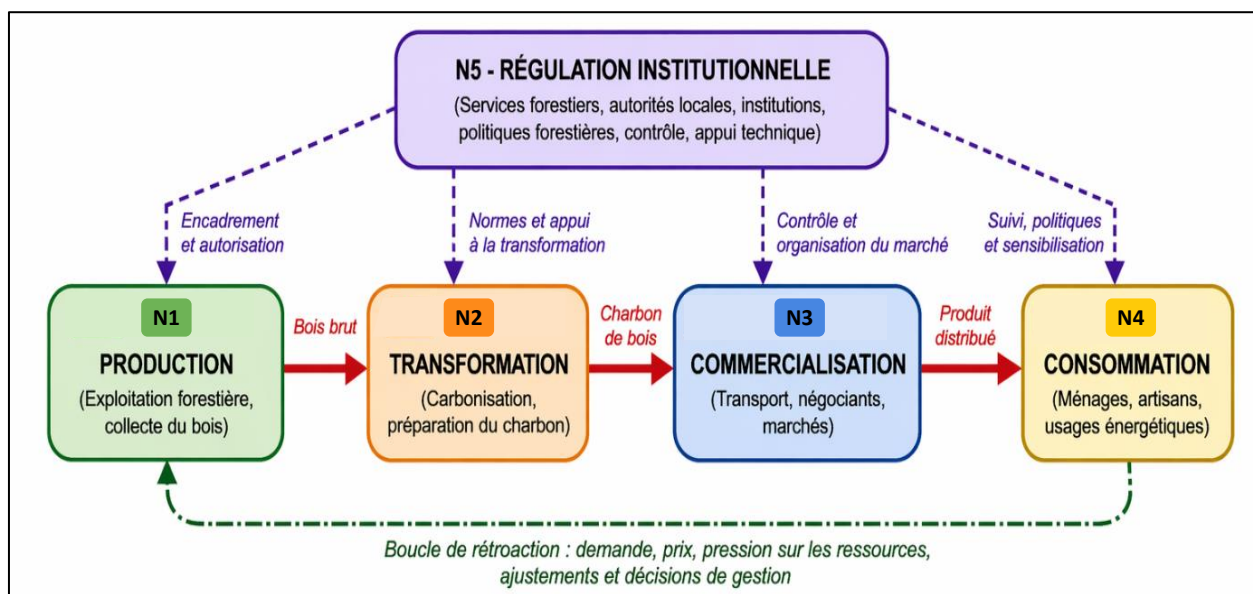 N5 - RÉGULATION INSTITUTIONNELLE
(Services forestiers, autorités locales, institutions,
politiques forestières, contrôle, appui technique)
Encadrement
et autorisation
Normes et appui
à la transformation
Contrôle et
organisation du marché
Suivi, politiques
et sensibilisation
N1
PRODUCTION
(Exploitation forestière,
collecte du bois)
Bois brut
N2
TRANSFORMATION
(Carbonisation,
préparation du charbon)
Charbon
de bois
N3
COMMERCIALISATION
(Transport, négociants,
marchés)
Produit
distribué
N4
CONSOMMATION
(Ménages, artisans,
usages énergétiques)
Boucle de rétroaction : demande, prix, pression sur les ressources,
ajustements et décisions de gestion